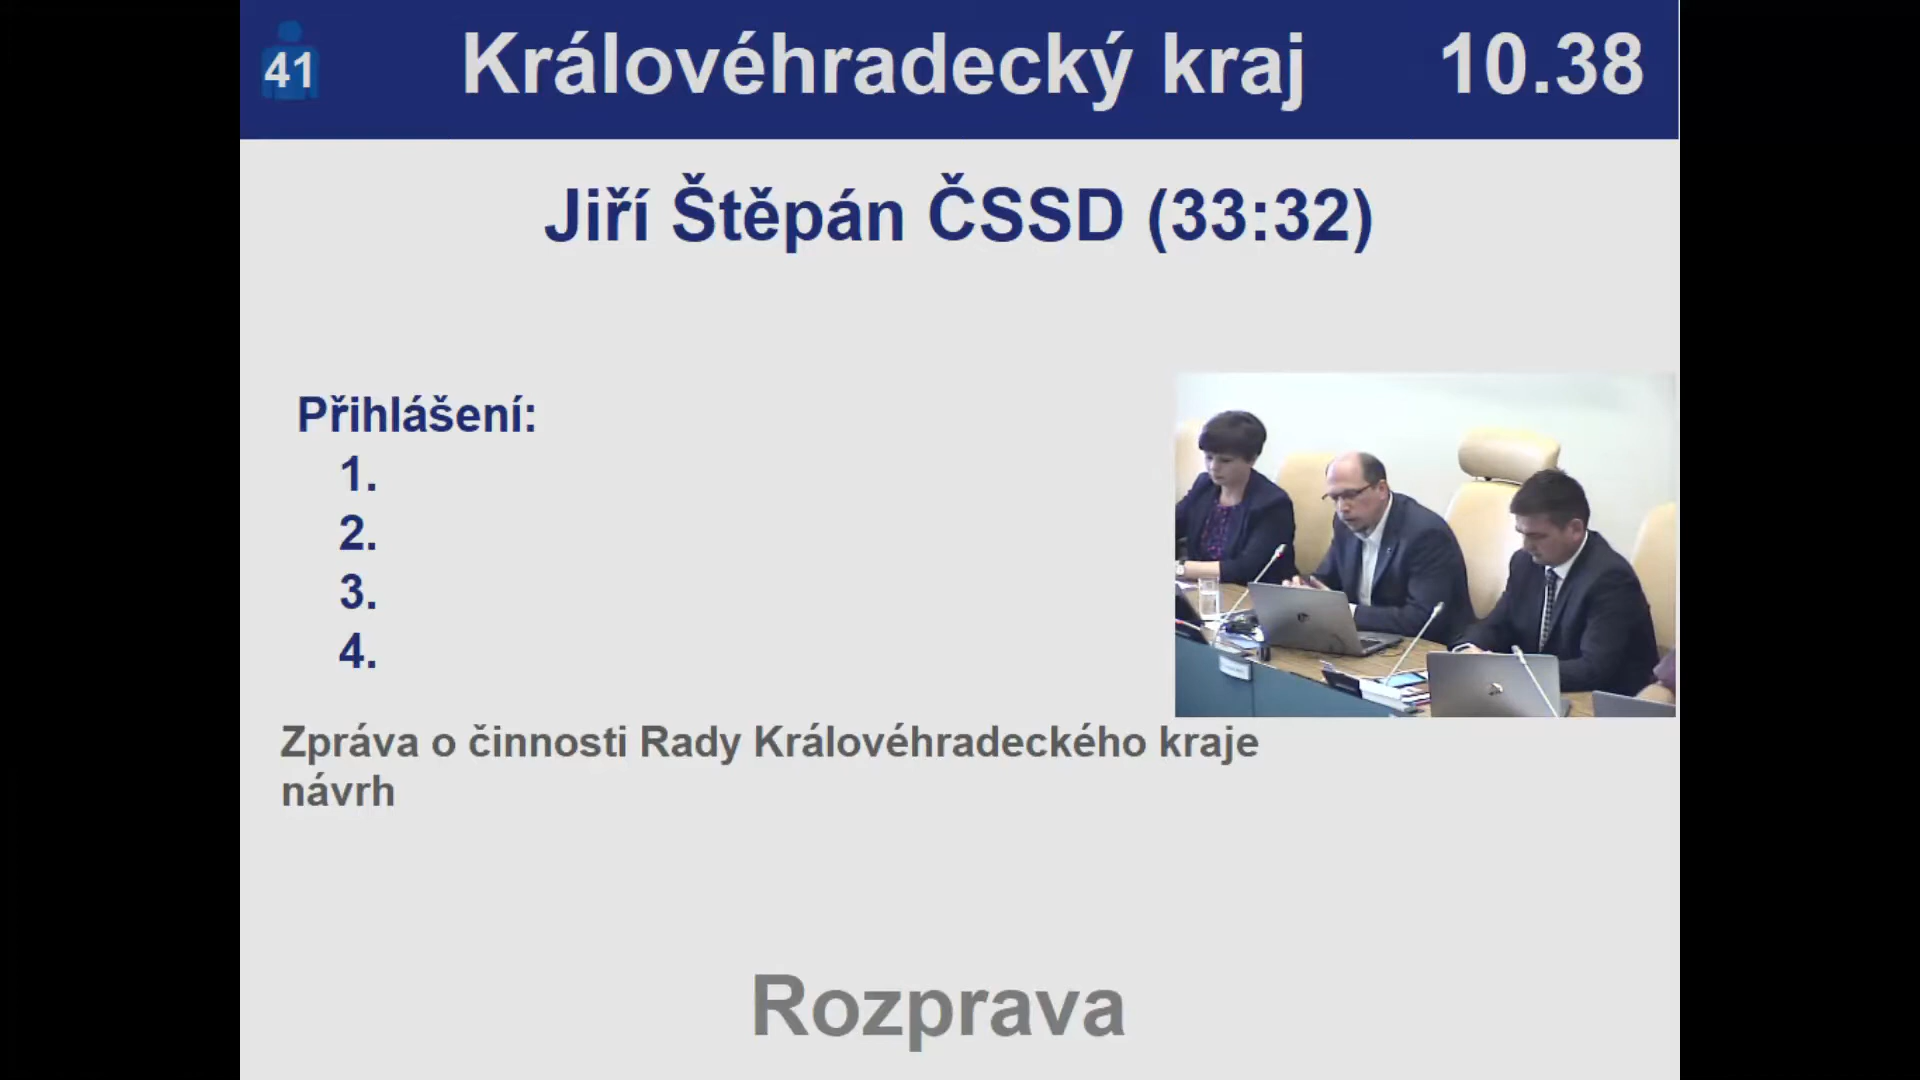 41
Královéhradecký kraj
10.38
Jiří Štěpán ČSSD (33:32)
Přihlášení:
1.
2.
3.
4.
Zpráva o činnosti Rady Královéhradeckého kraje
návrh
Rozprava